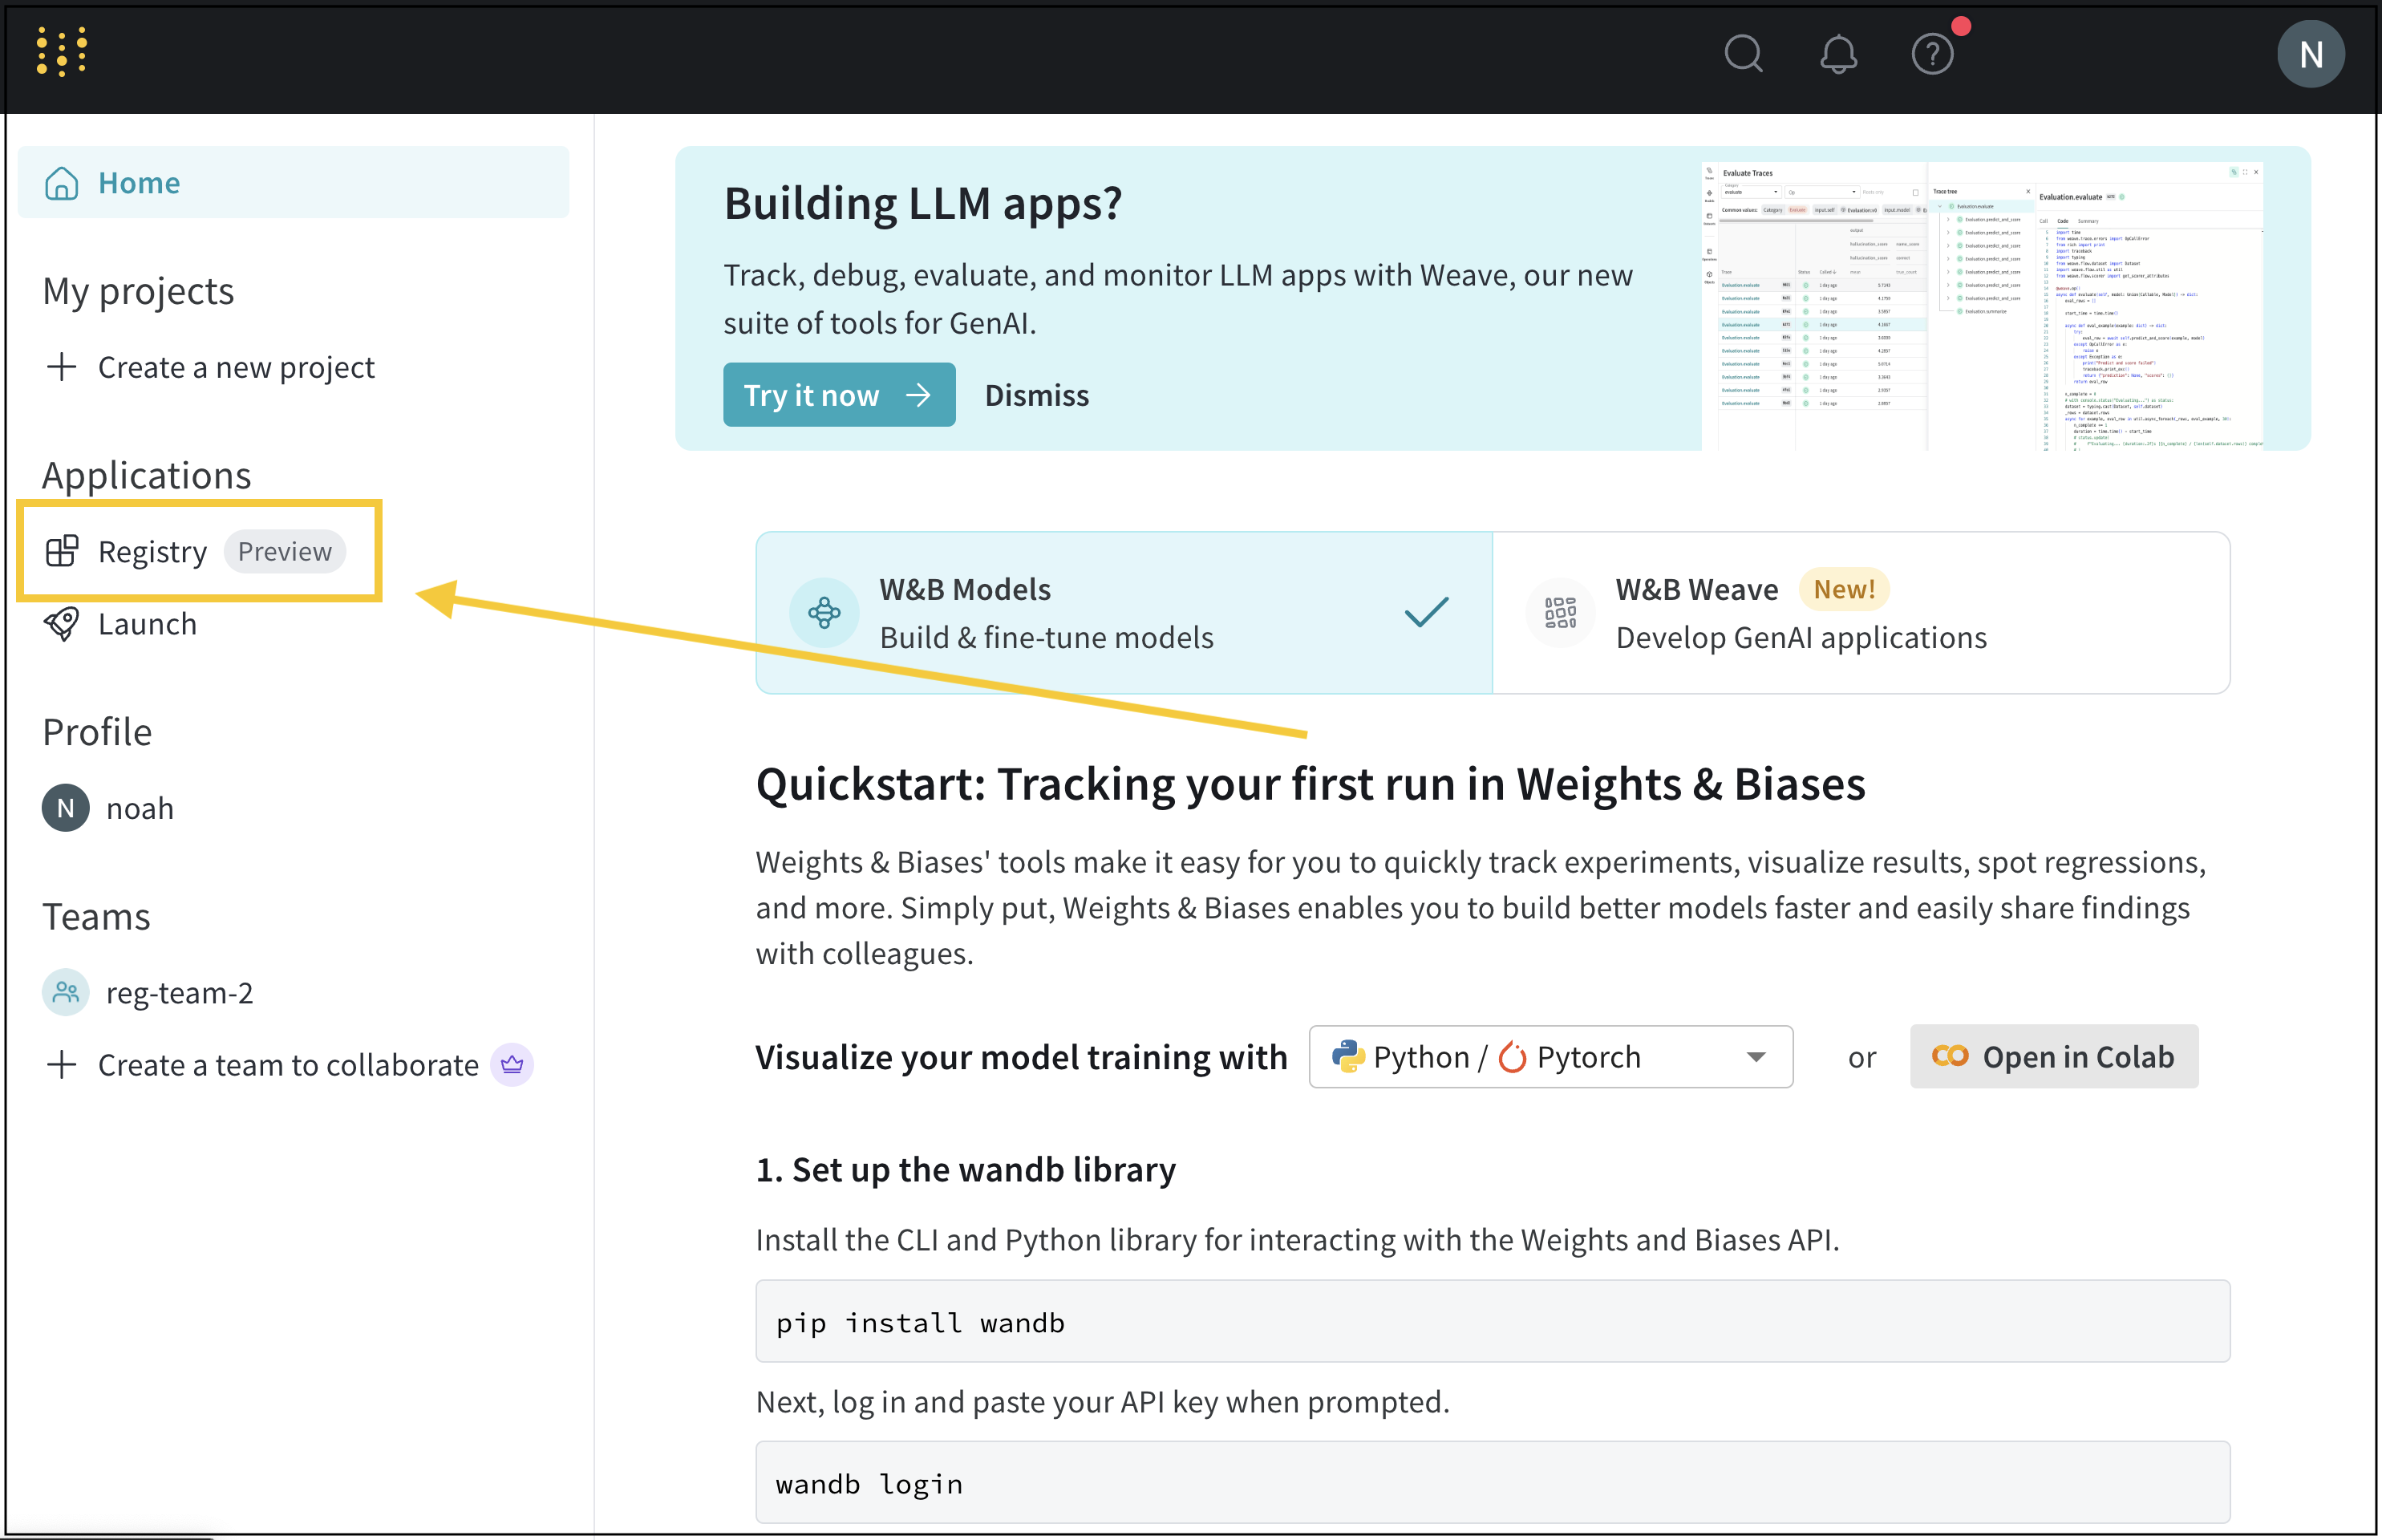 N
Home
My projects
Create a new project
Applications
Registry Preview
Launch
Profile
N noah
Teams
reg-team-2
Create a team to collaborate
Building LLM apps?
Track, debug, evaluate, and monitor LLM apps with Weave, our new
suite of tools for GenAI.
Try it now
Dismiss
Evaluate Traces
Trace tree
Evaluation.evaluate
W&B Models
Build & fine-tune models
W&B Weave New!
Develop GenAI applications
Quickstart: Tracking your first run in Weights & Biases
Weights & Biases' tools make it easy for you to quickly track experiments, visualize results, spot regressions,
and more. Simply put, Weights & Biases enables you to build better models faster and easily share findings
with colleagues.
Visualize your model training with Python / Pytorch or Open in Colab
1. Set up the wandb library
Install the CLI and Python library for interacting with the Weights and Biases API.
pip install wandb
Next, log in and paste your API key when prompted.
wandb login